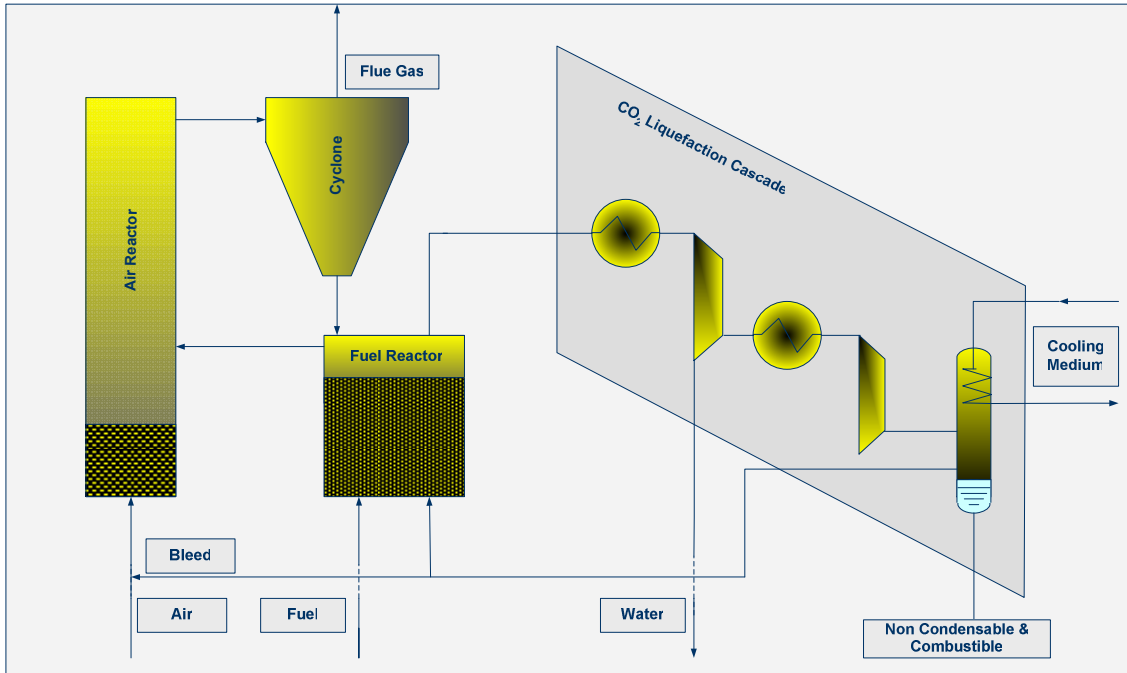 Flue Gas
CO₂ Liquefaction Cascade
Air Reactor
Cyclone
Fuel Reactor
Cooling
Medium
Bleed
Air
Fuel
Water
Non Condensable &
Combustible